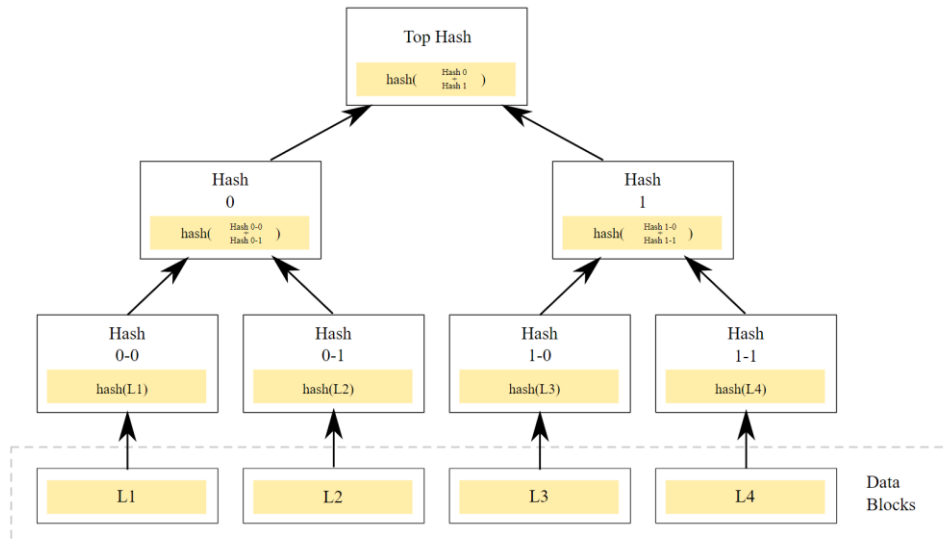 Top Hash
hash( Hash 0 + Hash 1 )
Hash
0
hash( Hash 0-0 + Hash 0-1 )
Hash
1
hash( Hash 1-0 + Hash 1-1 )
Hash
0-0
hash(L1)
Hash
0-1
hash(L2)
Hash
1-0
hash(L3)
Hash
1-1
hash(L4)
L1
L2
L3
L4
Data
Blocks